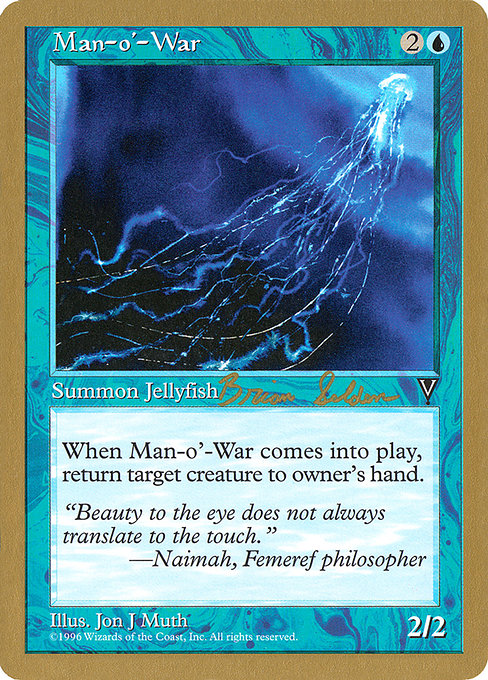 Man-o'-War 2
Summon Jellyfish Brian Selden
When Man-o'-War comes into play,
return target creature to owner's hand.
"Beauty to the eye does not always
translate to the touch."
—Naimah, Femeref philosopher
Illus. Jon J Muth 2/2
©1996 Wizards of the Coast, Inc. All rights reserved.